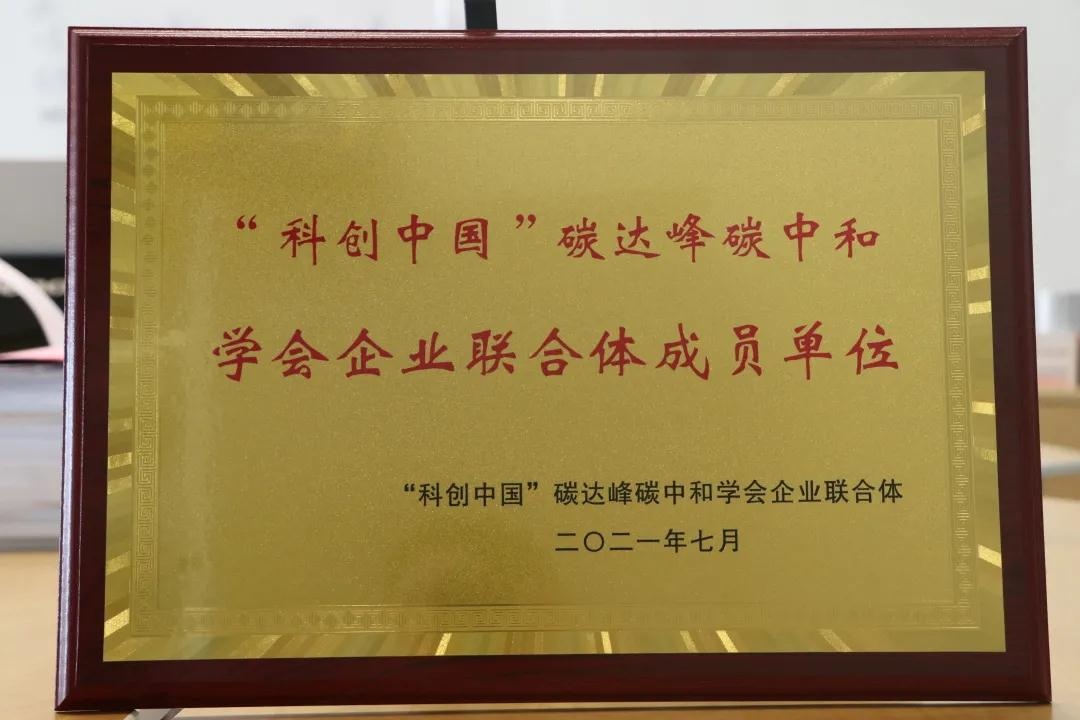 “科创中国”碳达峰碳中和
学会企业联合体成员单位
“科创中国”碳达峰碳中和学会企业联合体
二〇二一年七月